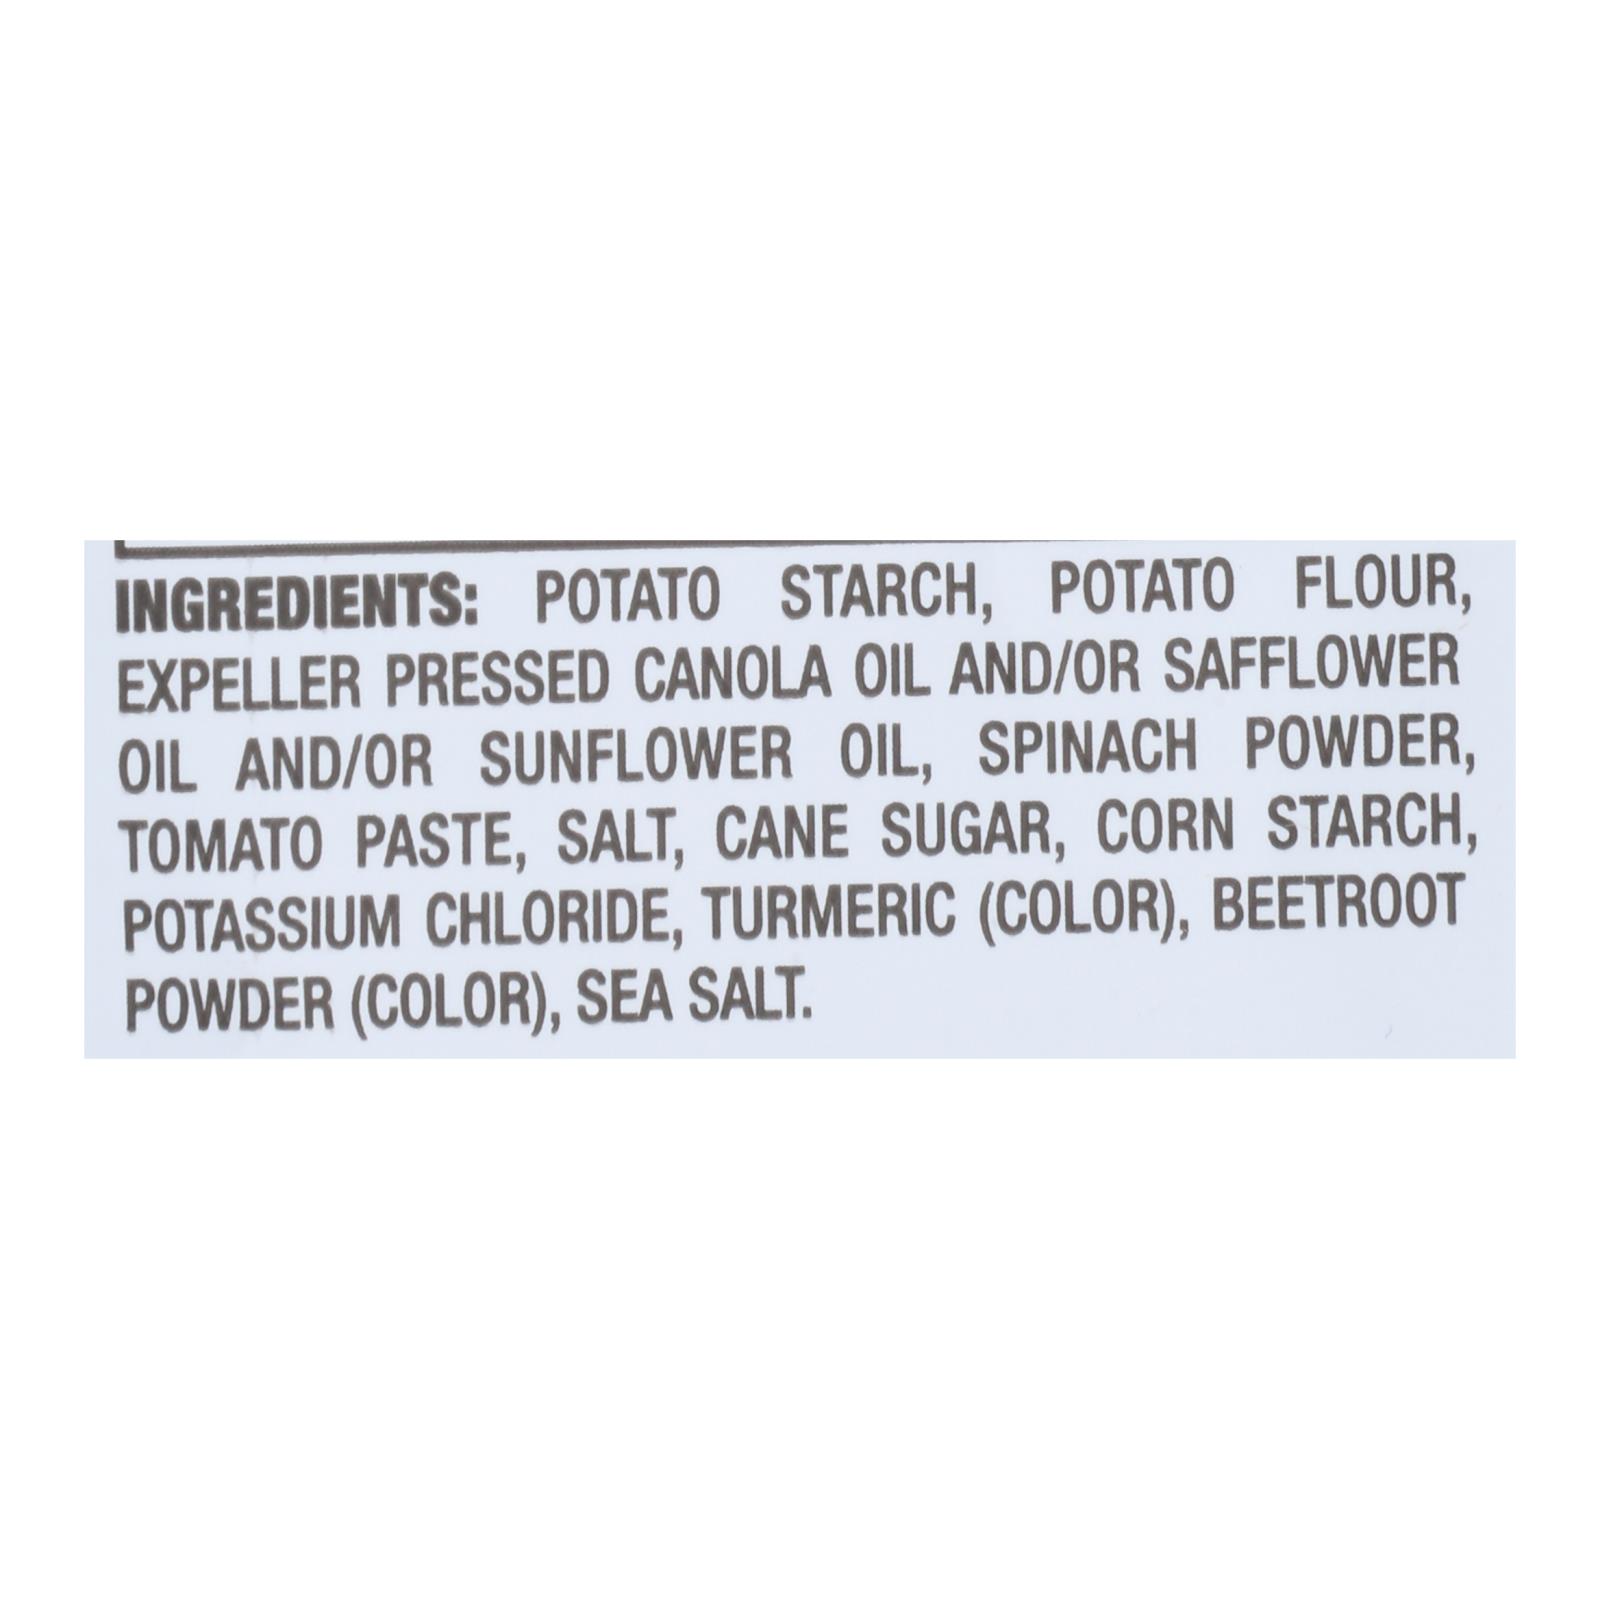 INGREDIENTS: POTATO STARCH, POTATO FLOUR,
EXPELLER PRESSED CANOLA OIL AND/OR SAFFLOWER
OIL AND/OR SUNFLOWER OIL, SPINACH POWDER,
TOMATO PASTE, SALT, CANE SUGAR, CORN STARCH,
POTASSIUM CHLORIDE, TURMERIC (COLOR), BEETROOT
POWDER (COLOR), SEA SALT.